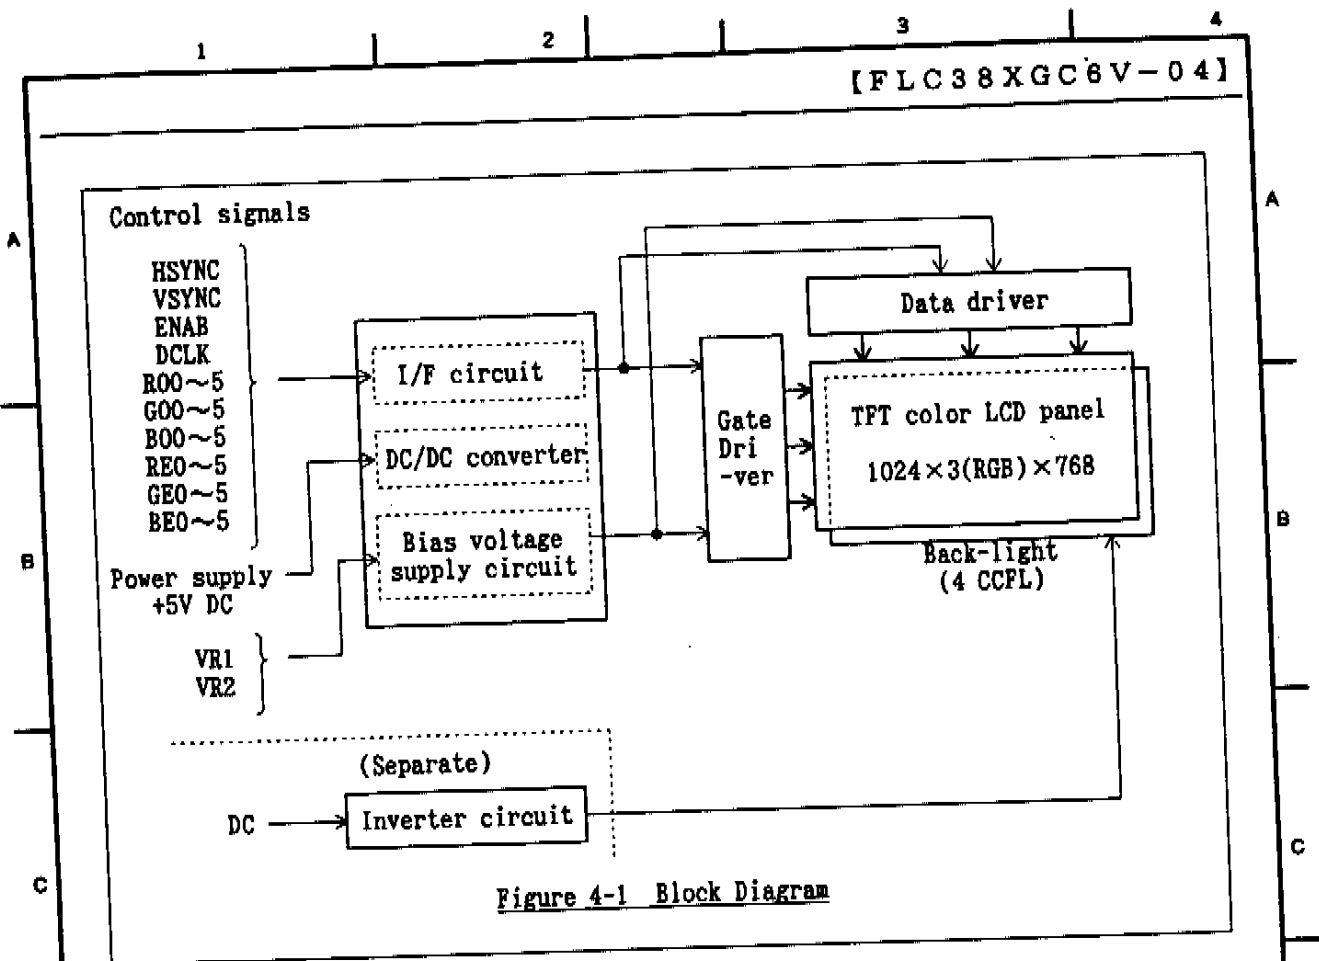 1 2 3 4
【FLC38XGC6V-04】
A A
Control signals
HSYNC
VSYNC
ENAB
DCLK
RO0～5
GO0～5
BO0～5
RE0～5
GE0～5
BE0～5
Power supply
+5V DC
VR1
VR2
I/F circuit
DC/DC converter
Bias voltage
supply circuit
Gate
Dri
-ver
Data driver
TFT color LCD panel
1024×3(RGB)×768
Back-light
(4 CCFL)
B B
(Separate)
DC
Inverter circuit
C C
Figure 4-1 Block Diagram